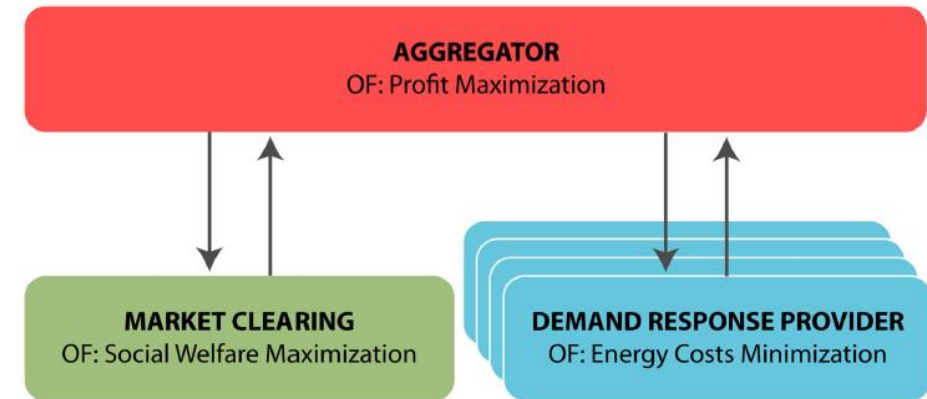 AGGREGATOR
OF: Profit Maximization
MARKET CLEARING
OF: Social Welfare Maximization
DEMAND RESPONSE PROVIDER
OF: Energy Costs Minimization